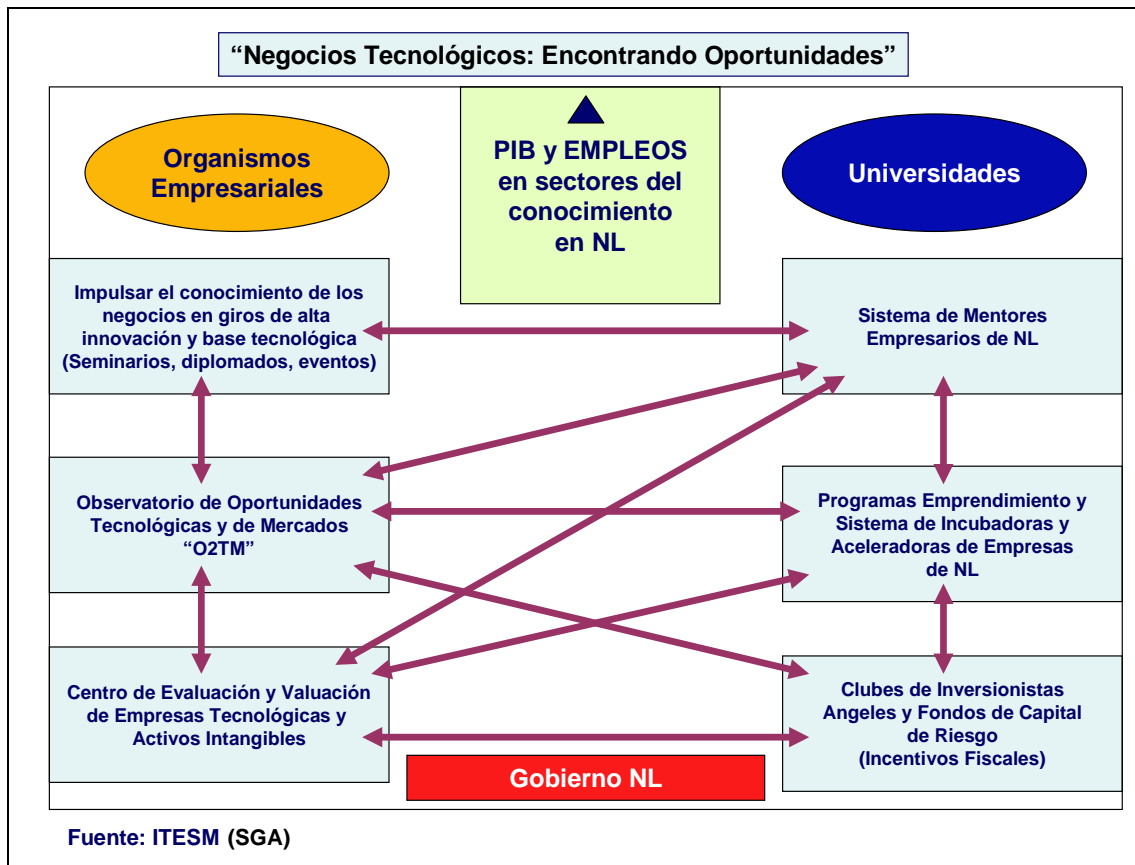 “Negocios Tecnológicos: Encontrando Oportunidades”
Organismos
Empresariales
PIB y EMPLEOS
en sectores del
conocimiento
en NL
Universidades
Impulsar el conocimiento de los
negocios en giros de alta
innovación y base tecnológica
(Seminarios, diplomados, eventos)
Sistema de Mentores
Empresarios de NL
Observatorio de Oportunidades
Tecnológicas y de Mercados
“O2TM”
Programas Emprendimiento y
Sistema de Incubadoras y
Aceleradoras de Empresas
de NL
Centro de Evaluación y Valuación
de Empresas Tecnológicas y
Activos Intangibles
Clubes de Inversionistas
Angeles y Fondos de Capital
de Riesgo
(Incentivos Fiscales)
Gobierno NL
Fuente: ITESM (SGA)